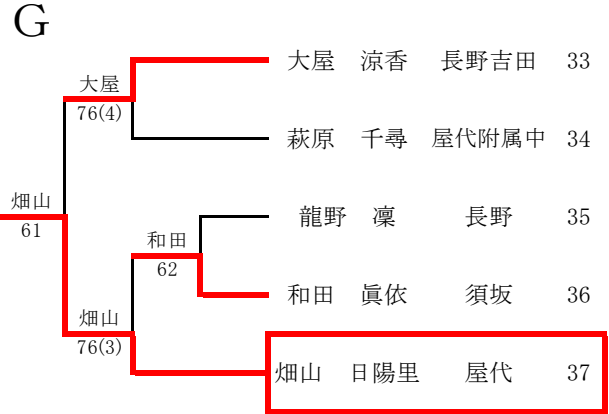 G
大屋 涼香 長野吉田 33
大屋
76(4)
萩原 千尋 屋代附属中 34
畑山
61
龍野 凜 長野 35
和田
62
和田 眞依 須坂 36
畑山
76(3)
畑山 日陽里 屋代 37